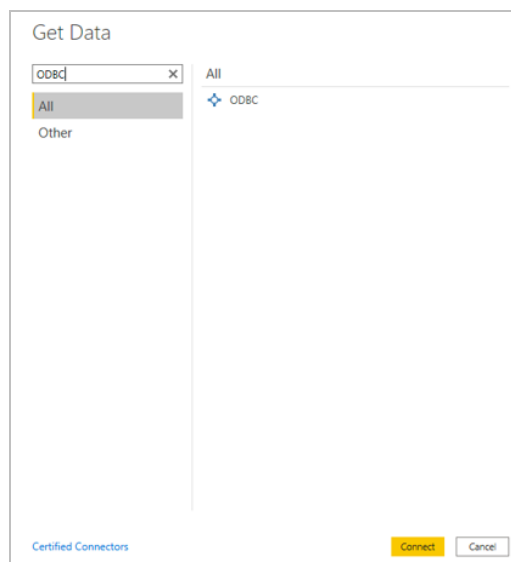 Get Data
ODBC
All
Other
All
ODBC
Certified Connectors
Connect
Cancel